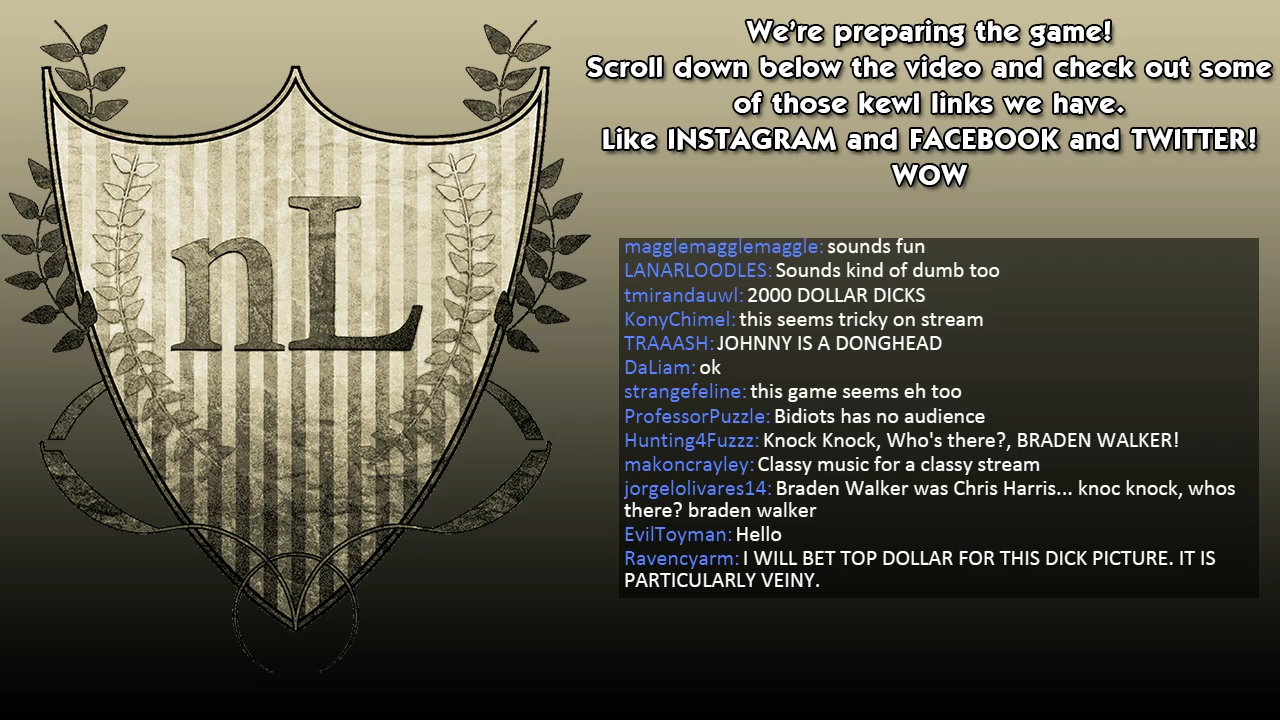 nL
We're preparing the game!
Scroll down below the video and check out some
of those kewl links we have.
Like INSTAGRAM and FACEBOOK and TWITTER!
WOW
magglemagglemaggle: sounds fun
LANARLOODLES: Sounds kind of dumb too
tmirandauwl: 2000 DOLLAR DICKS
KonyChimel: this seems tricky on stream
TRAAASH: JOHNNY IS A DONGHEAD
DaLiam: ok
strangefeline: this game seems eh too
ProfessorPuzzle: Bidiots has no audience
Hunting4Fuzzz: Knock Knock, Who's there?, BRADEN WALKER!
makoncrayley: Classy music for a classy stream
jorgelolivares14: Braden Walker was Chris Harris... knoc knock, whos
there? braden walker
EvilToyman: Hello
Ravencyarm: I WILL BET TOP DOLLAR FOR THIS DICK PICTURE. IT IS
PARTICULARLY VEINY.